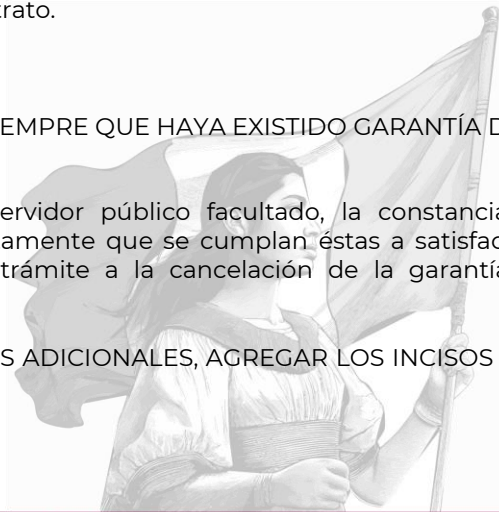 trato.
EMPRE QUE HAYA EXISTIDO GARANTÍA D
ervidor público facultado, la constancia
amente que se cumplan éstas a satisfac
trámite a la cancelación de la garantía
S ADICIONALES, AGREGAR LOS INCISOS